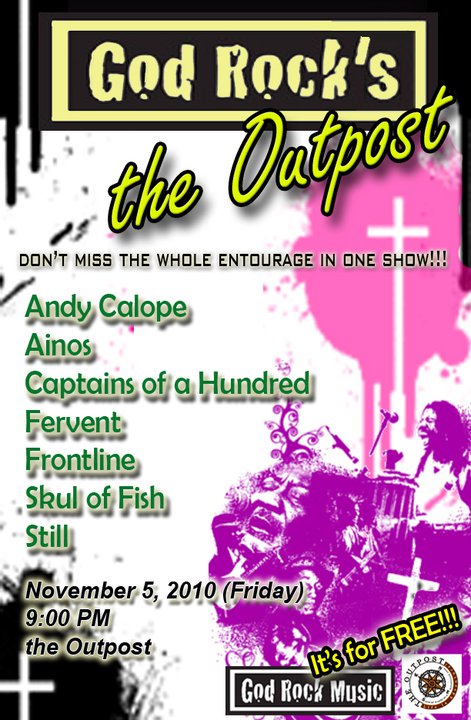 God Rock's
the Outpost
DON'T MISS THE WHOLE ENTOURAGE IN ONE SHOW!!!
Andy Calope
Ainos
Captains of a Hundred
Fervent
Frontline
Skul of Fish
Still
November 5, 2010 (Friday)
9:00 PM
the Outpost
It's for FREE!!!
God Rock Music
THE OUTPOST